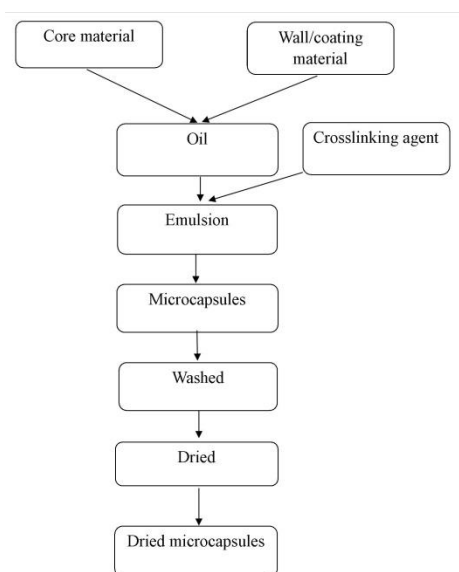 Core material
Wall/coating
material
Oil
Crosslinking agent
Emulsion
Microcapsules
Washed
Dried
Dried microcapsules